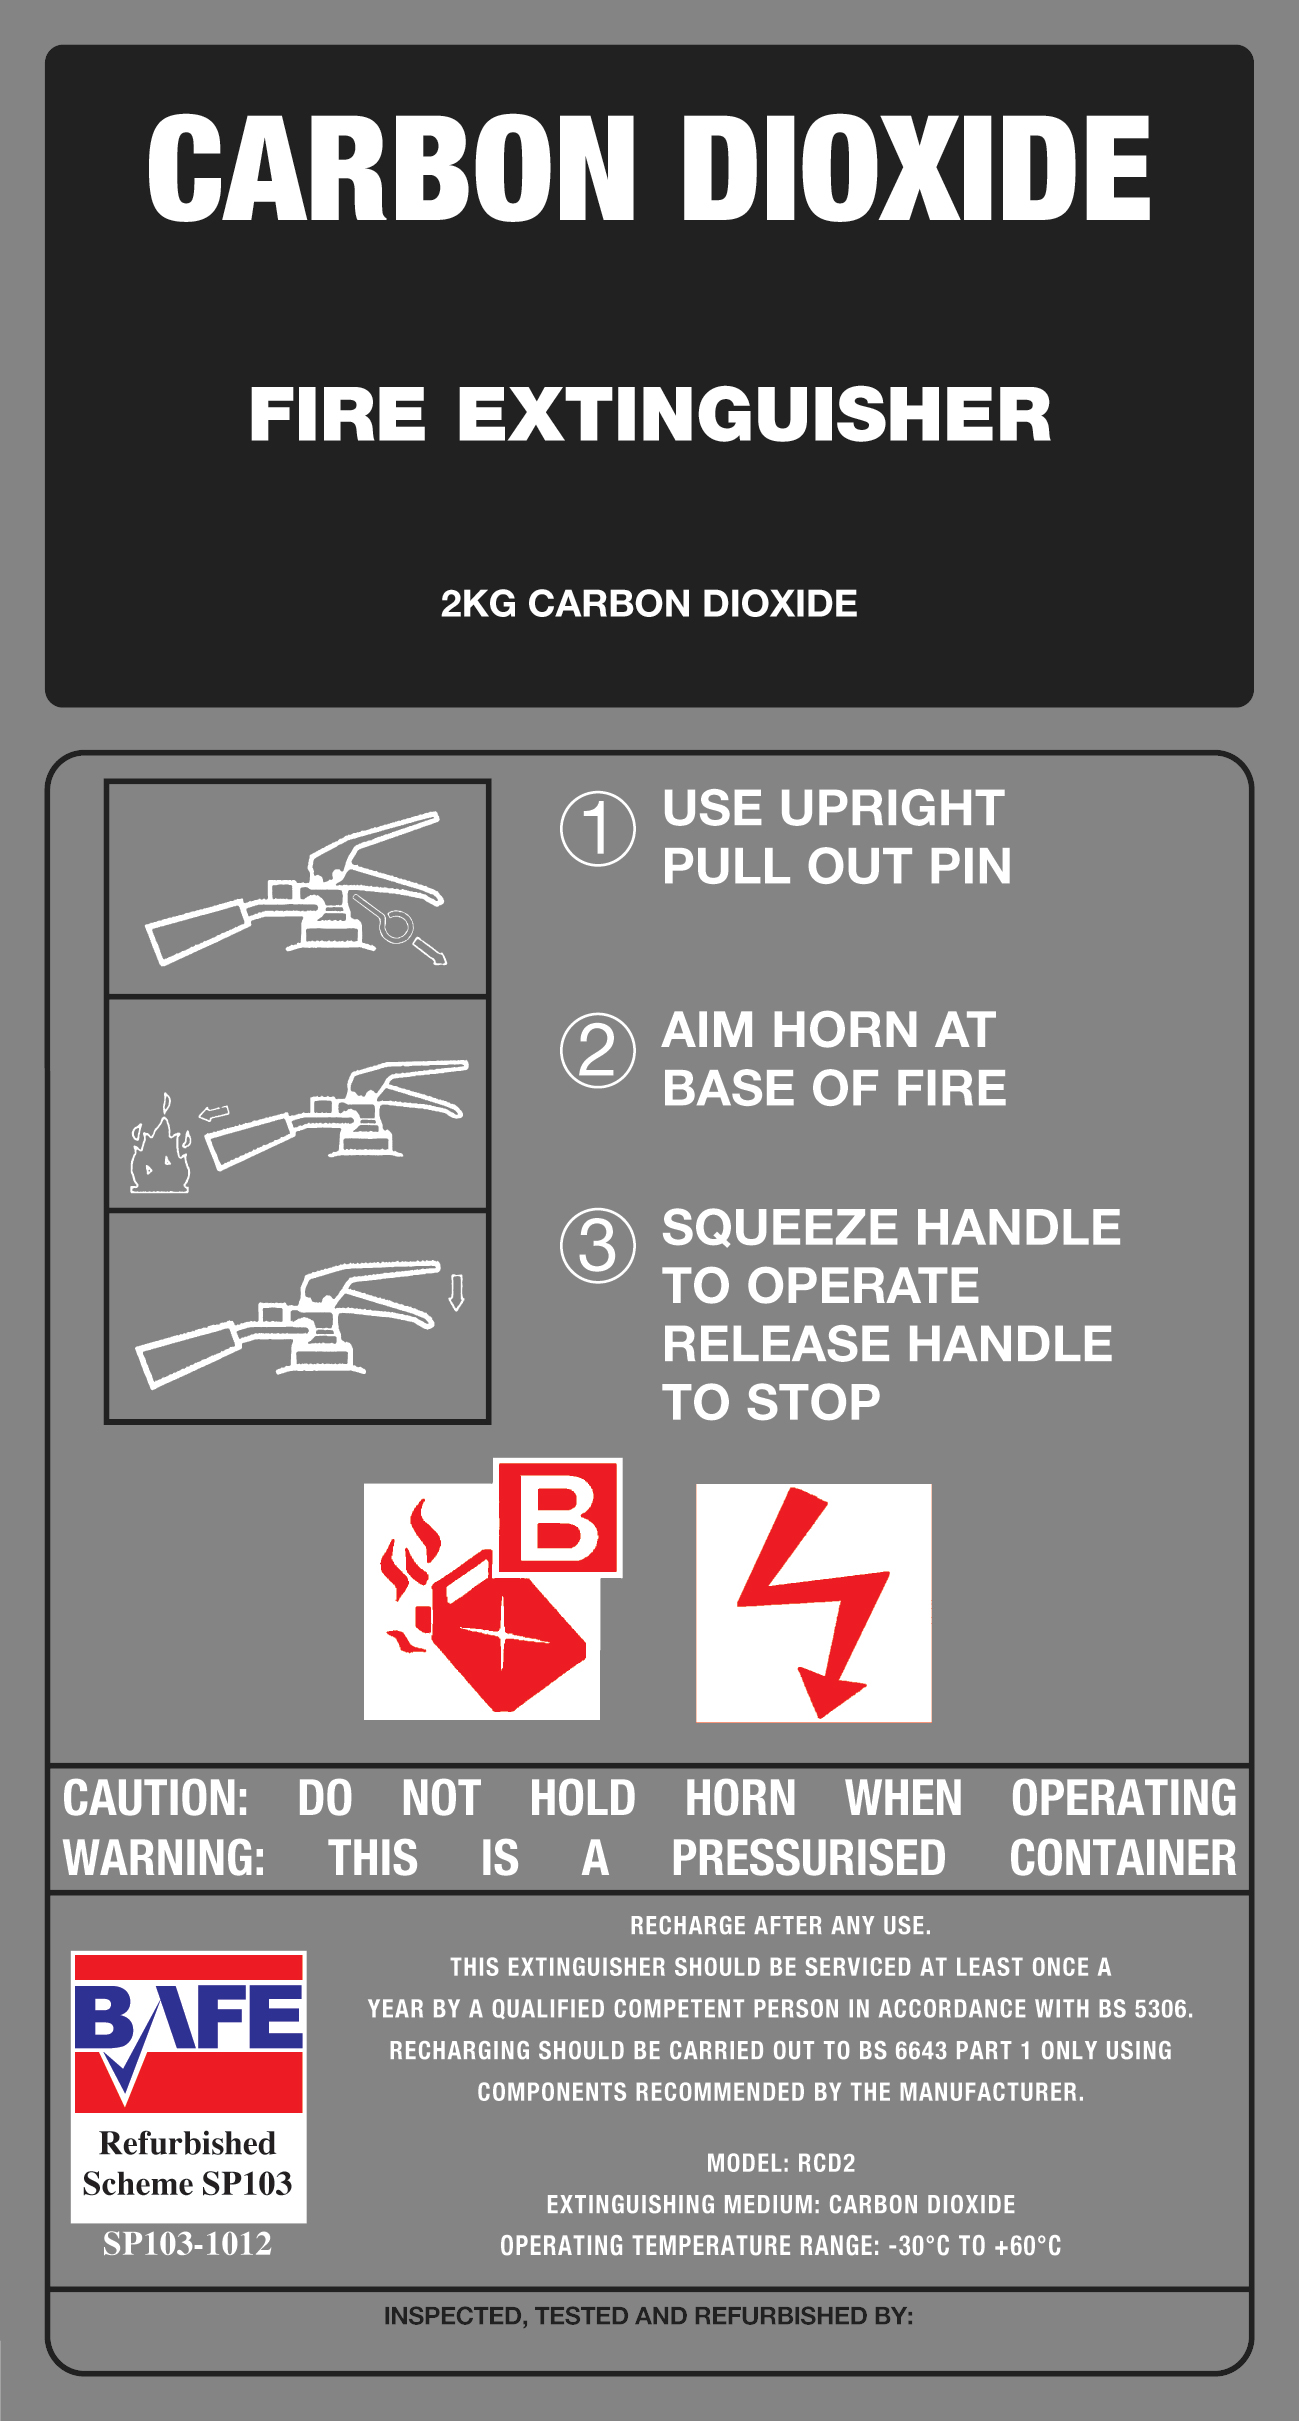 CARBON DIOXIDE
FIRE EXTINGUISHER
2KG CARBON DIOXIDE
1 USE UPRIGHT
PULL OUT PIN
2 AIM HORN AT
BASE OF FIRE
3 SQUEEZE HANDLE
TO OPERATE
RELEASE HANDLE
TO STOP
B
CAUTION: DO NOT HOLD HORN WHEN OPERATING
WARNING: THIS IS A PRESSURISED CONTAINER
RECHARGE AFTER ANY USE.
THIS EXTINGUISHER SHOULD BE SERVICED AT LEAST ONCE A
YEAR BY A QUALIFIED COMPETENT PERSON IN ACCORDANCE WITH BS 5306.
RECHARGING SHOULD BE CARRIED OUT TO BS 6643 PART 1 ONLY USING
COMPONENTS RECOMMENDED BY THE MANUFACTURER.
MODEL: RCD2
EXTINGUISHING MEDIUM: CARBON DIOXIDE
OPERATING TEMPERATURE RANGE: -30°C TO +60°C
BAFE
Refurbished
Scheme SP103
SP103-1012
INSPECTED, TESTED AND REFURBISHED BY: